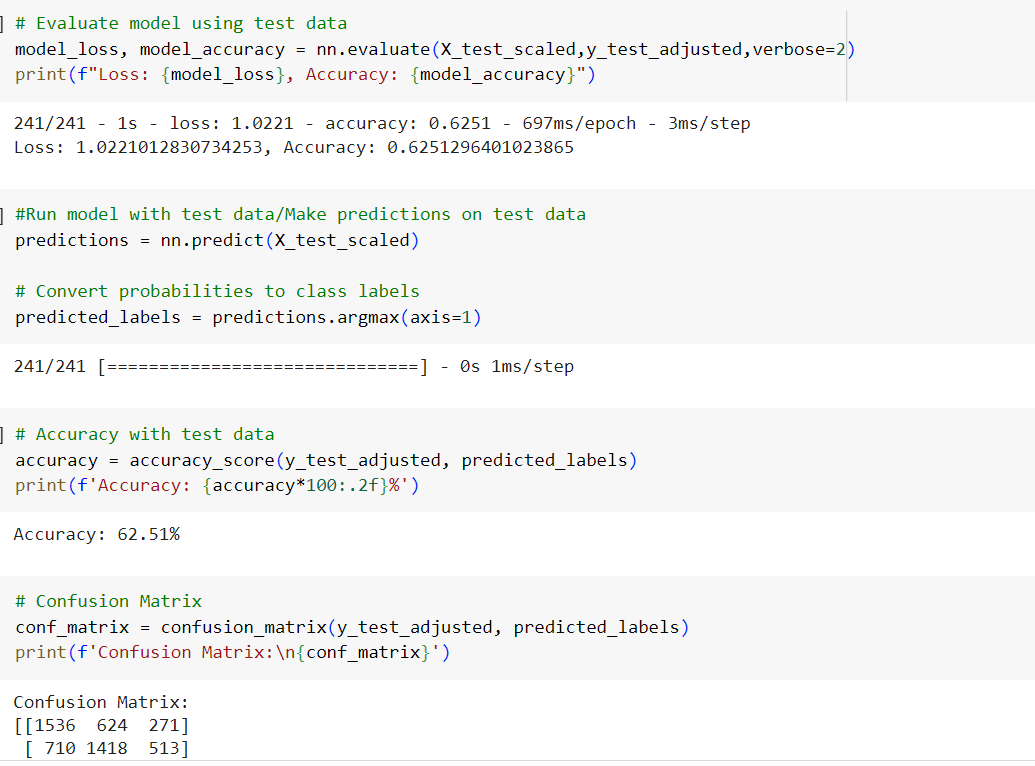 ] # Evaluate model using test data
model_loss, model_accuracy = nn.evaluate(X_test_scaled,y_test_adjusted,verbose=2)
print(f"Loss: {model_loss}, Accuracy: {model_accuracy}")
241/241 - 1s - loss: 1.0221 - accuracy: 0.6251 - 697ms/epoch - 3ms/step
Loss: 1.0221012830734253, Accuracy: 0.6251296401023865
] #Run model with test data/Make predictions on test data
predictions = nn.predict(X_test_scaled)
# Convert probabilities to class labels
predicted_labels = predictions.argmax(axis=1)
241/241 [==============================] - 0s 1ms/step
] # Accuracy with test data
accuracy = accuracy_score(y_test_adjusted, predicted_labels)
print(f'Accuracy: {accuracy*100:.2f}%')
Accuracy: 62.51%
# Confusion Matrix
conf_matrix = confusion_matrix(y_test_adjusted, predicted_labels)
print(f'Confusion Matrix:\n{conf_matrix}')
Confusion Matrix:
[[1536  624  271]
 [ 710 1418  513]